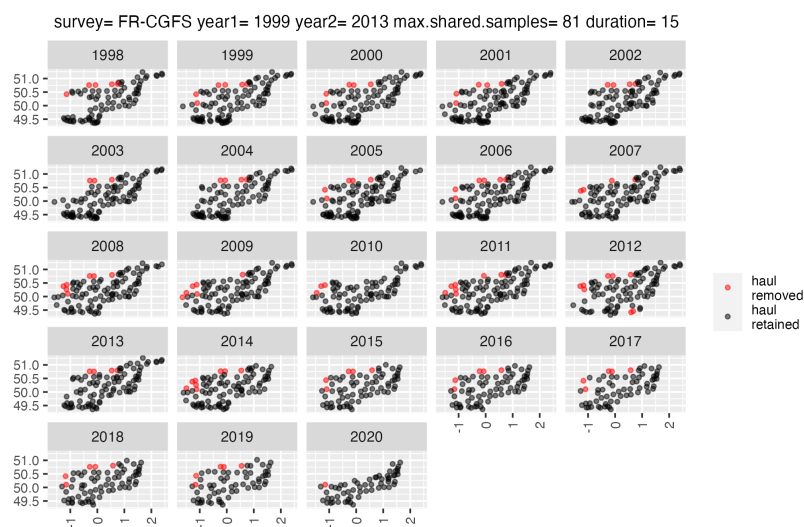 survey= FR-CGFS year1= 1999 year2= 2013 max.shared.samples= 81 duration= 15
1998 1999 2000 2001 2002
51.0
50.5
50.0
49.5
2003 2004 2005 2006 2007
51.0
50.5
50.0
49.5
2008 2009 2010 2011 2012
51.0
50.5
50.0
49.5
haul
removed
haul
retained
2013 2014 2015 2016 2017
51.0
50.5
50.0
49.5
-1 0 1 2 -1 0 1 2
2018 2019 2020
51.0
50.5
50.0
49.5
-1 0 1 2 -1 0 1 2 -1 0 1 2